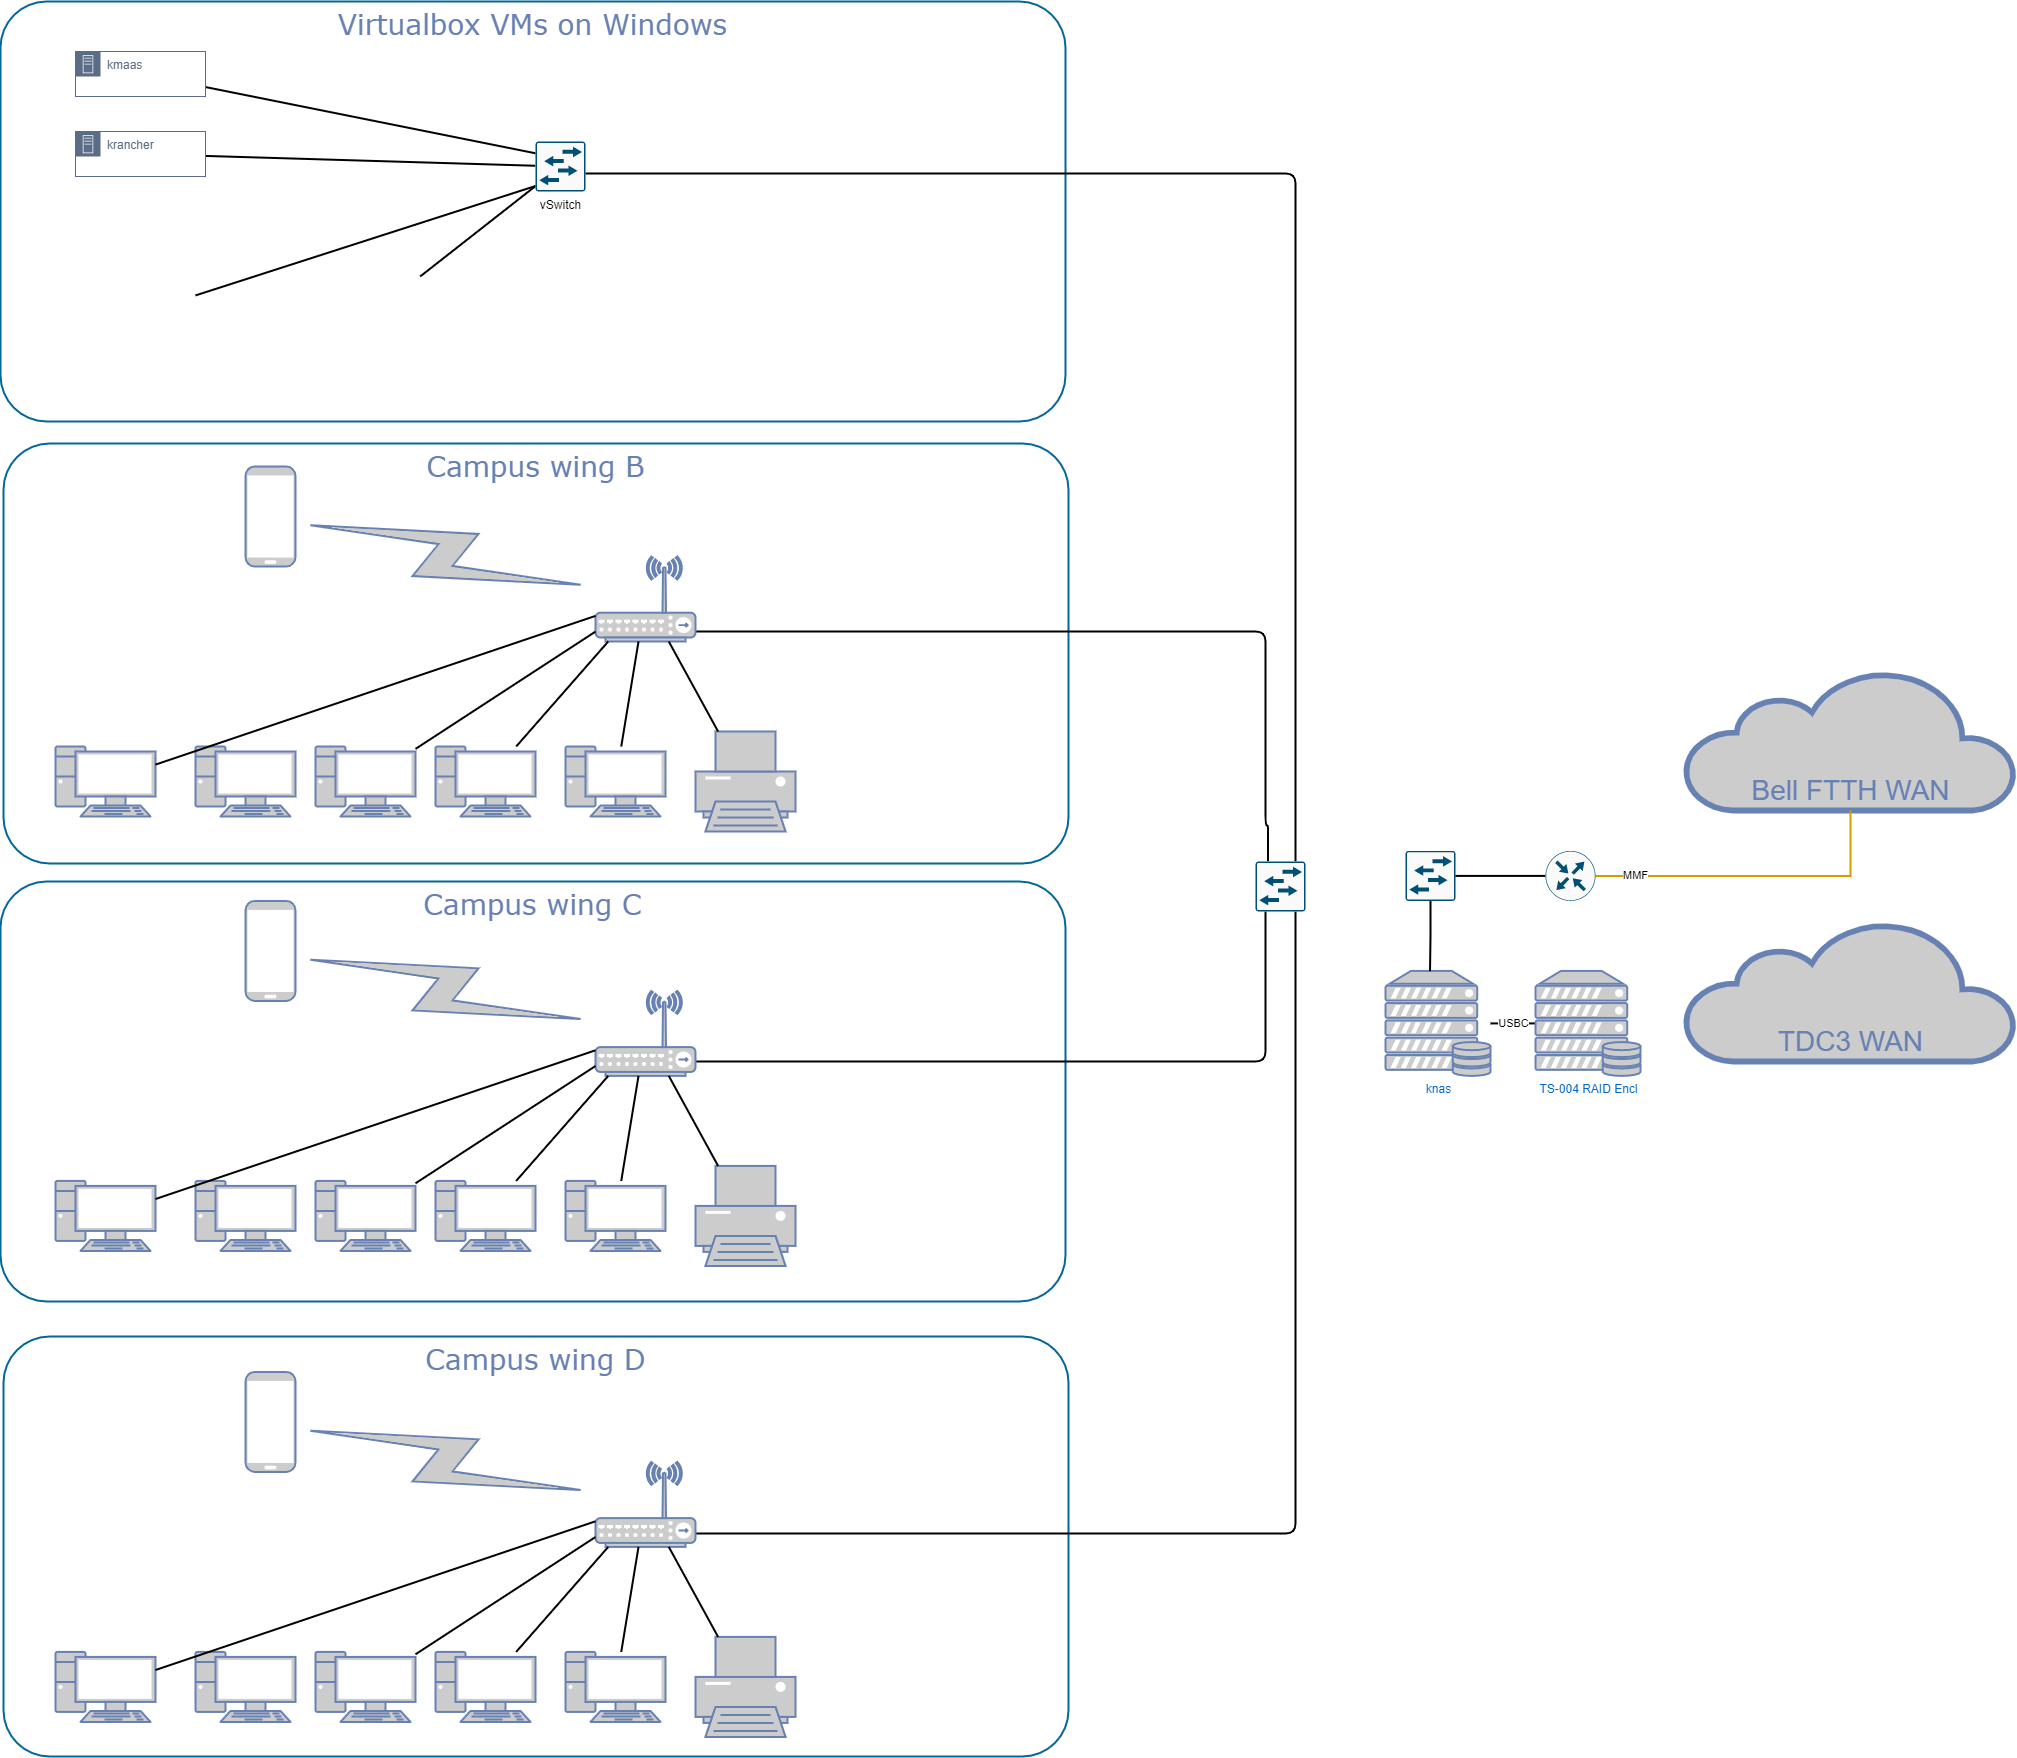 Virtualbox VMs on Windows
kmaas
krancher
vSwitch
Campus wing B
Bell FTTH WAN
MMF
Campus wing C
TDC3 WAN
USBC
knas
TS-004 RAID Encl
Campus wing D